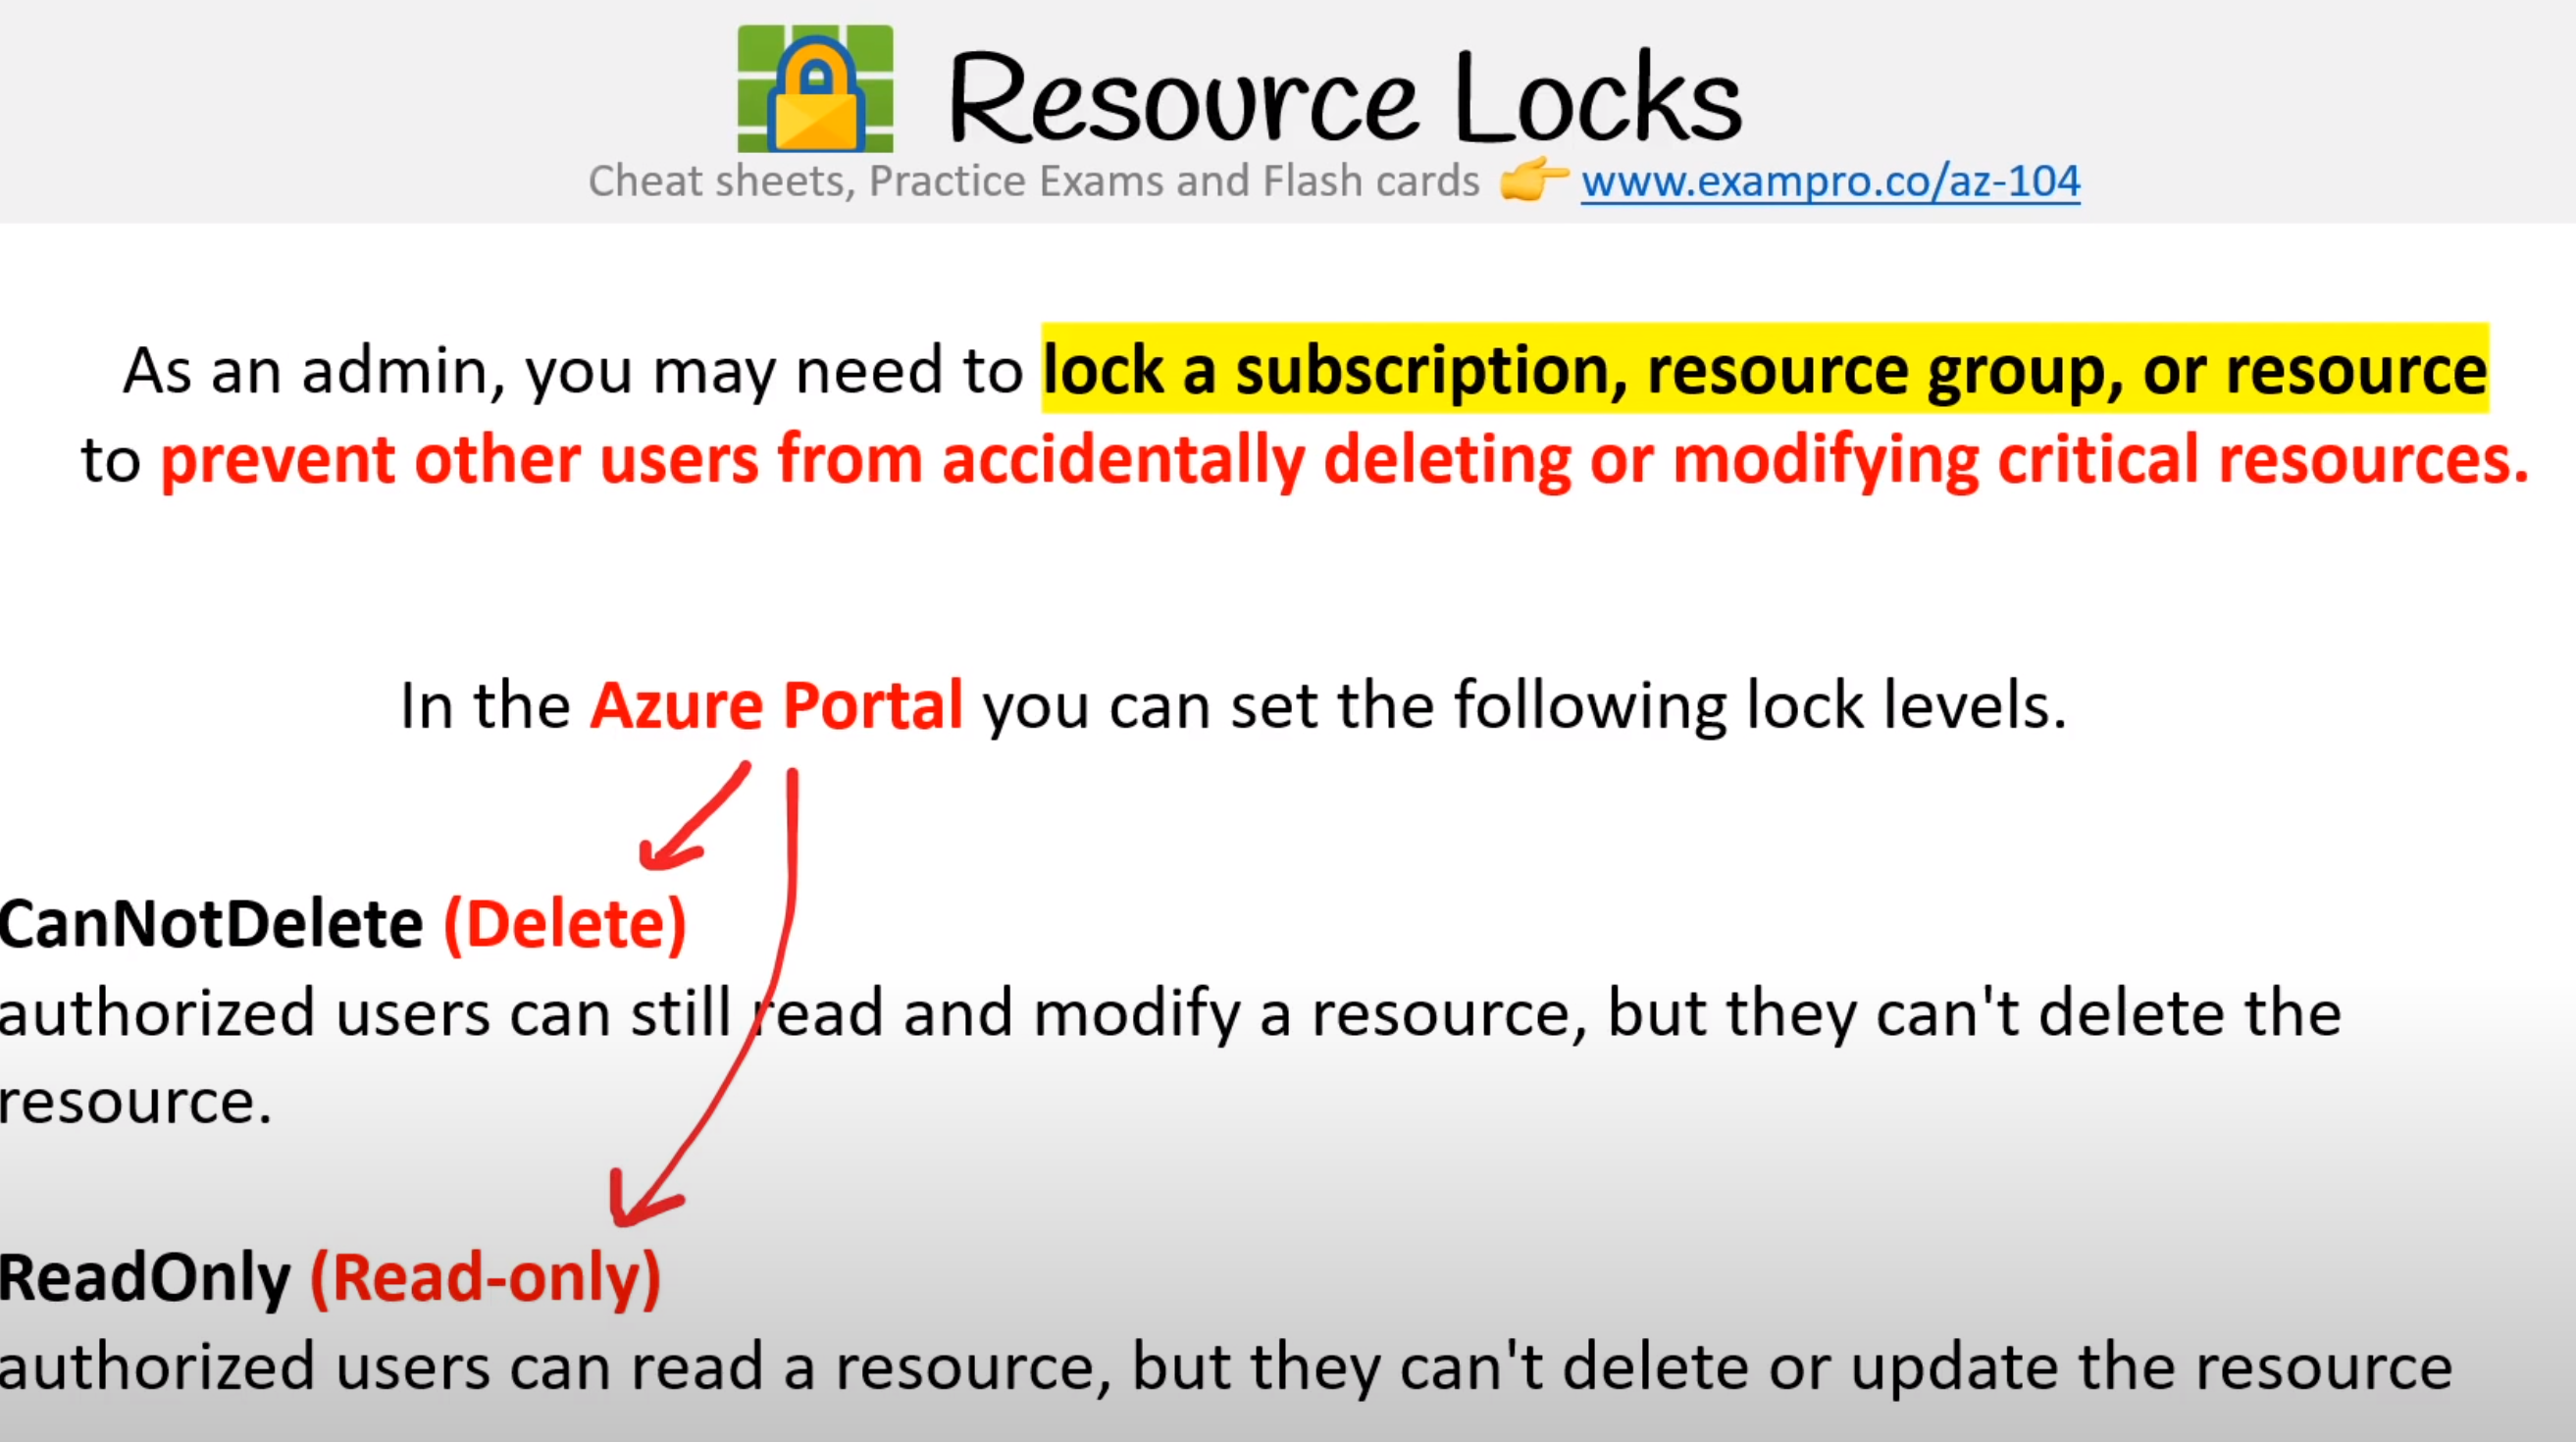 Resource Locks
Cheat sheets, Practice Exams and Flash cards 👉 www.exampro.co/az-104
As an admin, you may need to lock a subscription, resource group, or resource
to prevent other users from accidentally deleting or modifying critical resources.
In the Azure Portal you can set the following lock levels.
CanNotDelete (Delete)
authorized users can still read and modify a resource, but they can't delete the
resource.
ReadOnly (Read-only)
authorized users can read a resource, but they can't delete or update the resource